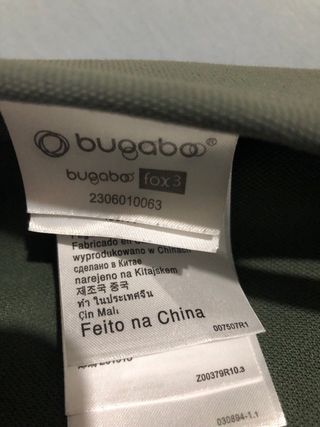 bugaboo®
bugaboo fox3
2306010063
Fabricado en
wyprodukowano w Chinach
сделано в Китае
narejeno na Kitajskem
제조국 중국
ทำ ในประเทศจีน
Çin Malı
Feito na China
007507R1
Z00379R10.3
030894-1.1